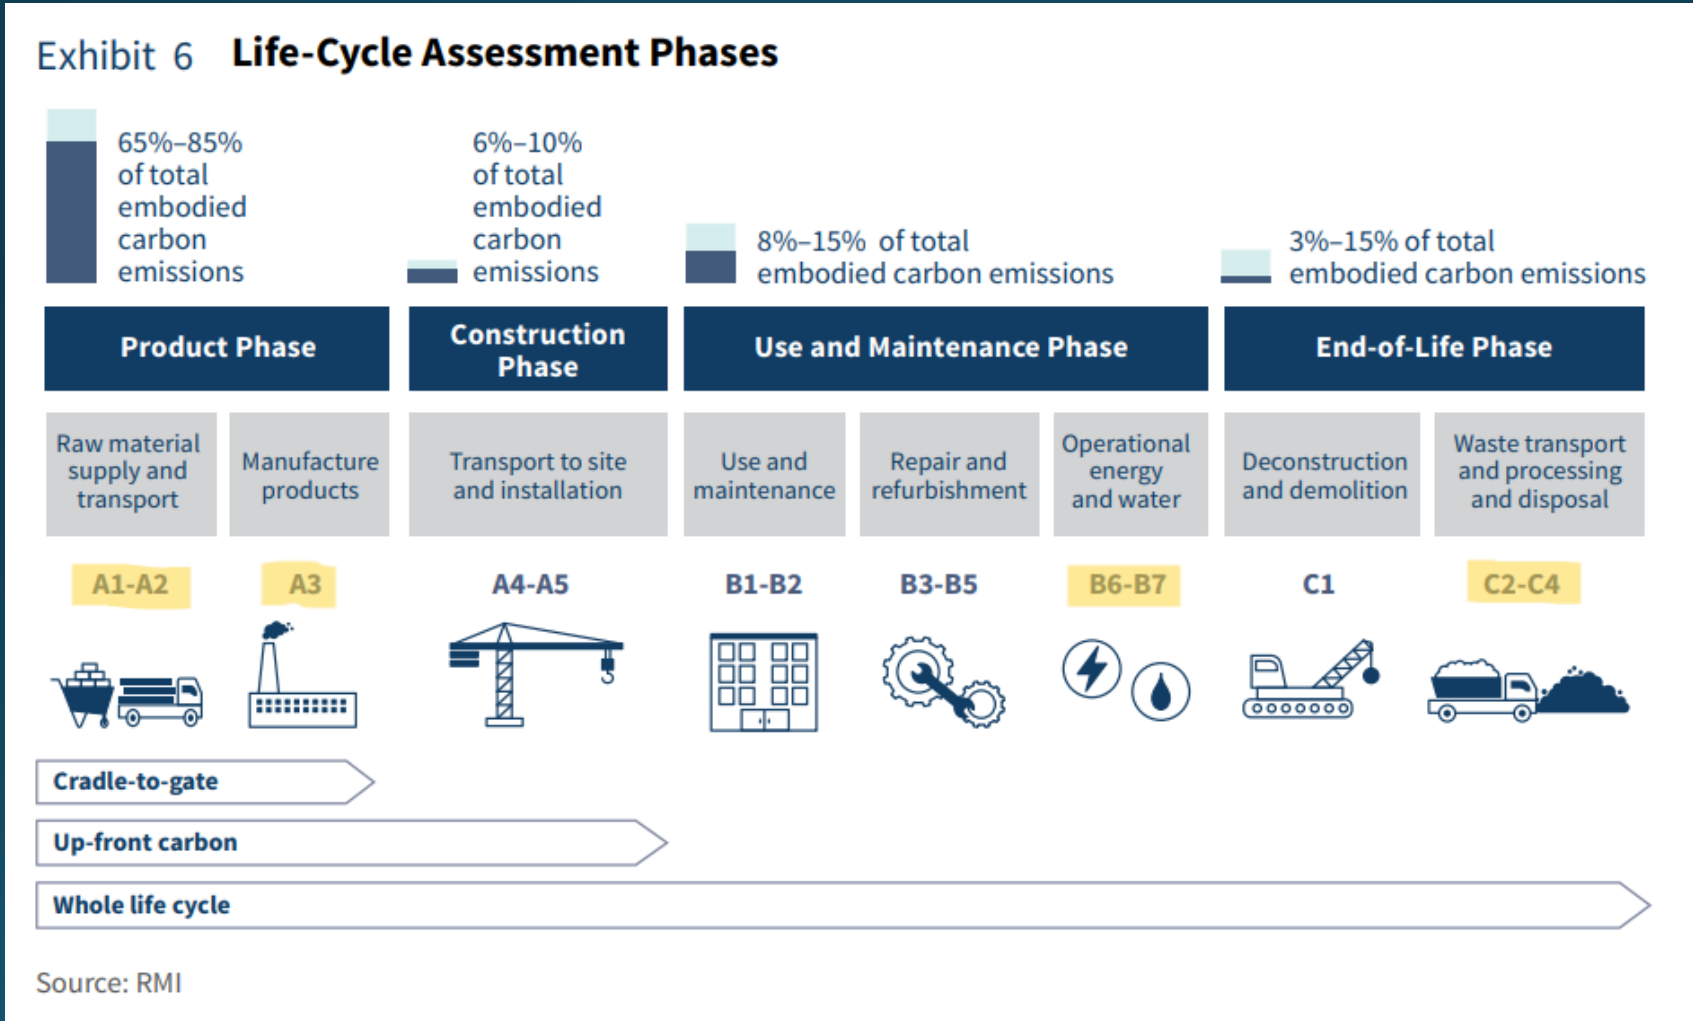 Exhibit 6 Life-Cycle Assessment Phases
65%–85%
of total
embodied
carbon
emissions
6%–10%
of total
embodied
carbon
emissions
8%–15% of total
embodied carbon emissions
3%–15% of total
embodied carbon emissions
Product Phase
Construction
Phase
Use and Maintenance Phase
End-of-Life Phase
Raw material
supply and
transport
Manufacture
products
Transport to site
and installation
Use and
maintenance
Repair and
refurbishment
Operational
energy
and water
Deconstruction
and demolition
Waste transport
and processing
and disposal
A1-A2
A3
A4-A5
B1-B2
B3-B5
B6-B7
C1
C2-C4
Cradle-to-gate
Up-front carbon
Whole life cycle
Source: RMI